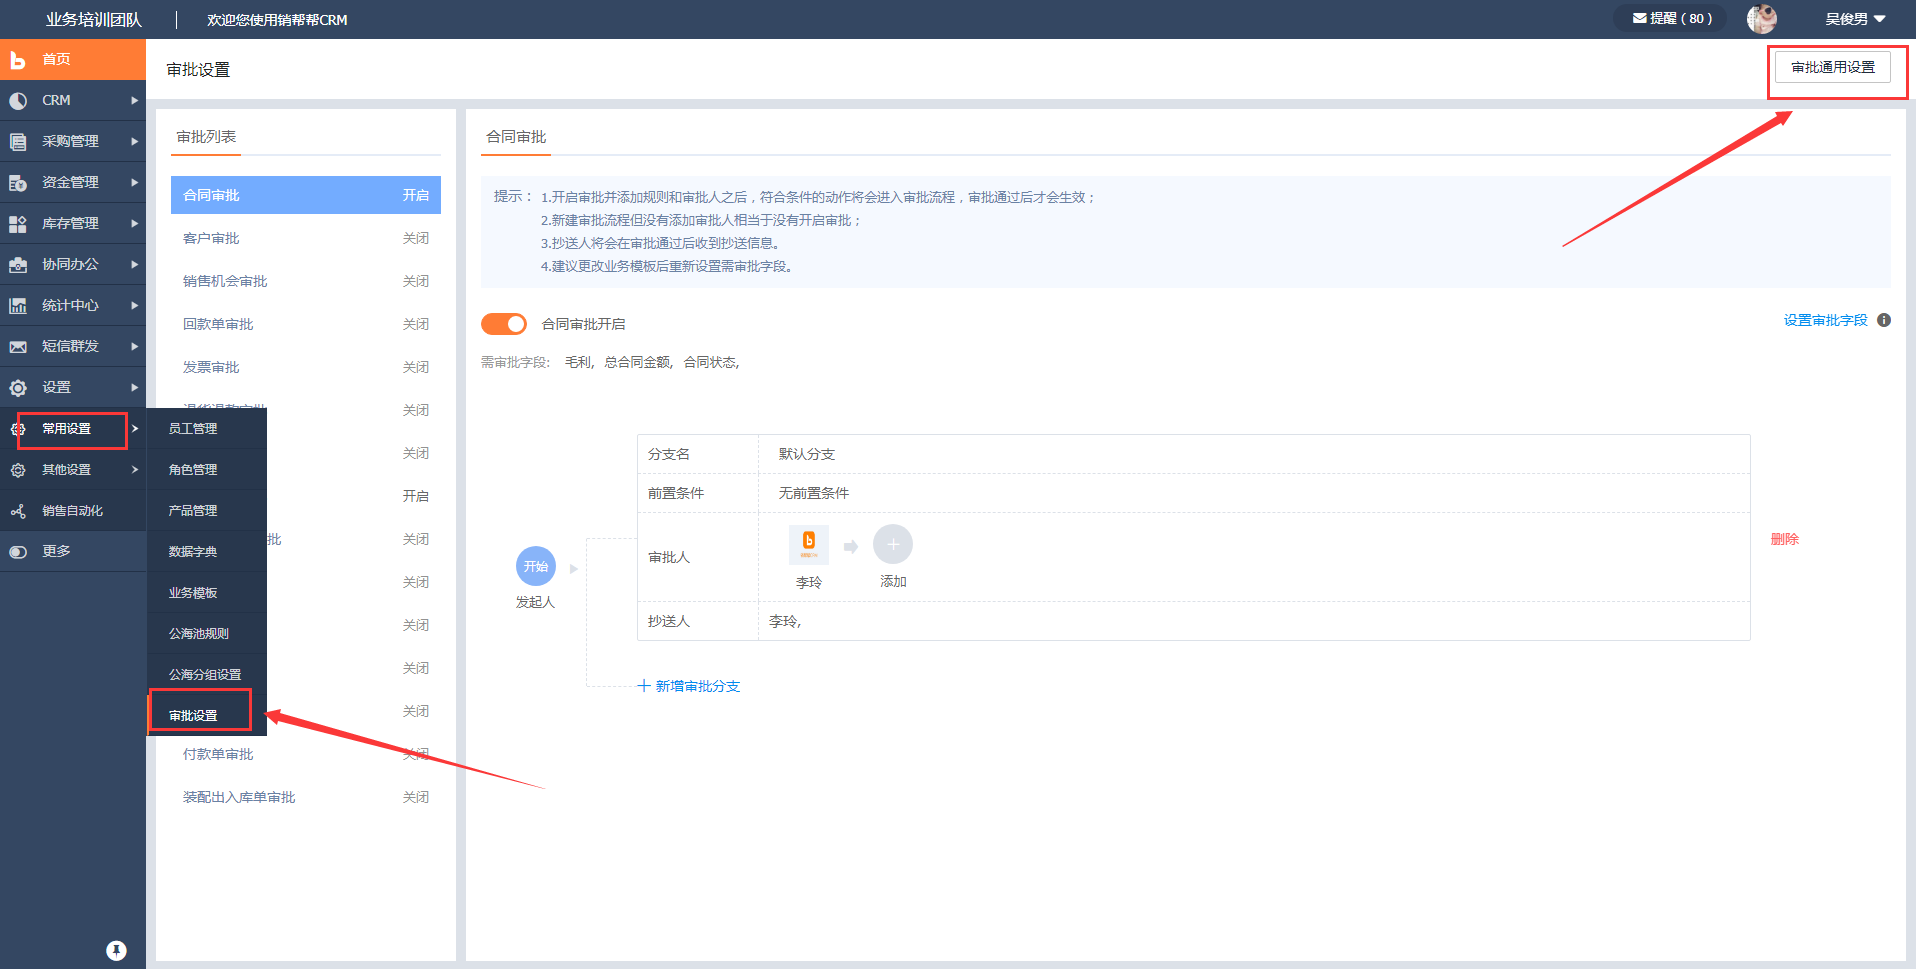 业务培训团队
欢迎您使用销帮帮CRM
提醒 ( 80 )
吴俊男
首页
CRM
采购管理
资金管理
库存管理
协同办公
统计中心
短信群发
设置
常用设置
其他设置
销售自动化
更多
员工管理
角色管理
产品管理
数据字典
业务模板
公海池规则
公海分组设置
审批设置
审批设置
审批通用设置
审批列表
合同审批 开启
客户审批 关闭
销售机会审批 关闭
回款单审批 关闭
发票审批 关闭
关闭
关闭
开启
批 关闭
关闭
关闭
关闭
关闭
付款单审批 关闭
装配出入库单审批 关闭
合同审批
提示： 1.开启审批并添加规则和审批人之后，符合条件的动作将会进入审批流程，审批通过后才会生效；
2.新建审批流程但没有添加审批人相当于没有开启审批；
3.抄送人将会在审批通过后收到抄送信息。
4.建议更改业务模板后重新设置需审批字段。
合同审批开启
设置审批字段
需审批字段: 毛利, 总合同金额, 合同状态,
开始
发起人
分支名 默认分支
前置条件 无前置条件
审批人
李玲
添加
抄送人 李玲,
删除
新增审批分支